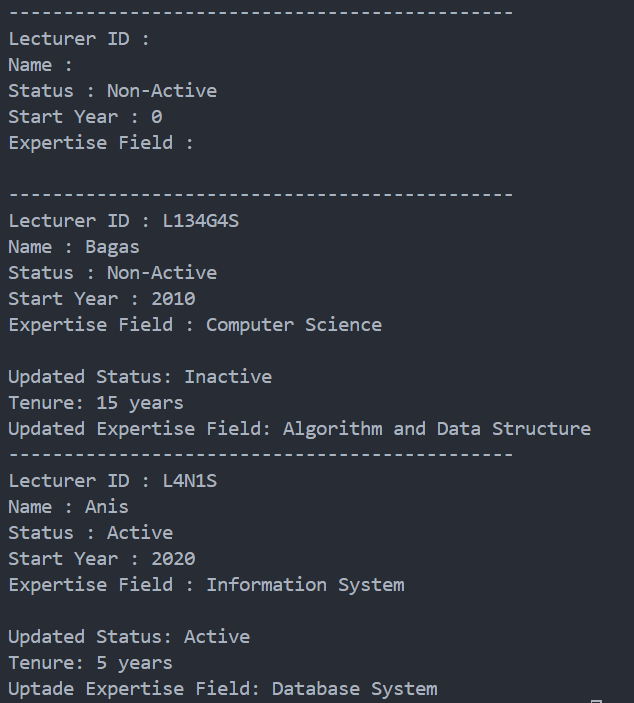 ----------------------------------------------
Lecturer ID :
Name :
Status : Non-Active
Start Year : 0
Expertise Field :
----------------------------------------------
Lecturer ID : L134G4S
Name : Bagas
Status : Non-Active
Start Year : 2010
Expertise Field : Computer Science
Updated Status: Inactive
Tenure: 15 years
Updated Expertise Field: Algorithm and Data Structure
----------------------------------------------
Lecturer ID : L4N1S
Name : Anis
Status : Active
Start Year : 2020
Expertise Field : Information System
Updated Status: Active
Tenure: 5 years
Uptade Expertise Field: Database System